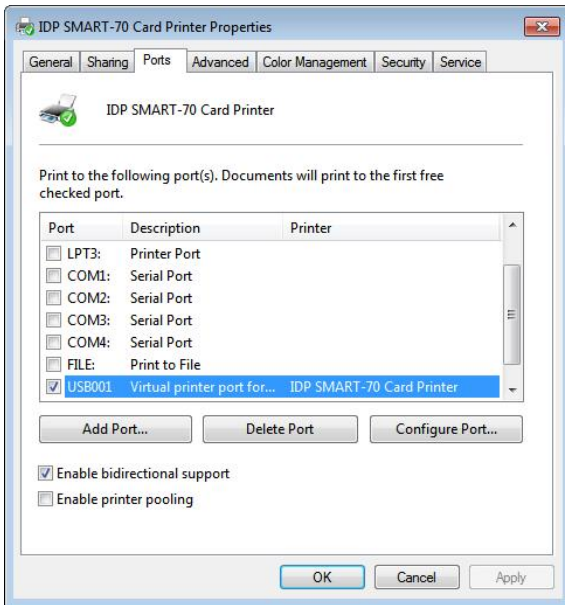 IDP SMART-70 Card Printer Properties
General Sharing Ports Advanced Color Management Security Service
IDP SMART-70 Card Printer
Print to the following port(s). Documents will print to the first free
checked port.
Port Description Printer
LPT3: Printer Port
COM1: Serial Port
COM2: Serial Port
COM3: Serial Port
COM4: Serial Port
FILE: Print to File
USB001 Virtual printer port for... IDP SMART-70 Card Printer
Add Port... Delete Port Configure Port...
Enable bidirectional support
Enable printer pooling
OK Cancel Apply